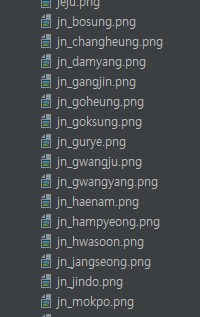 jeju.png
jn_bosung.png
jn_changheung.png
jn_damyang.png
jn_gangjin.png
jn_goheung.png
jn_goksung.png
jn_gurye.png
jn_gwangju.png
jn_gwangyang.png
jn_haenam.png
jn_hampyeong.png
jn_hwasoon.png
jn_jangseong.png
jn_jindo.png
jn_mokpo.png